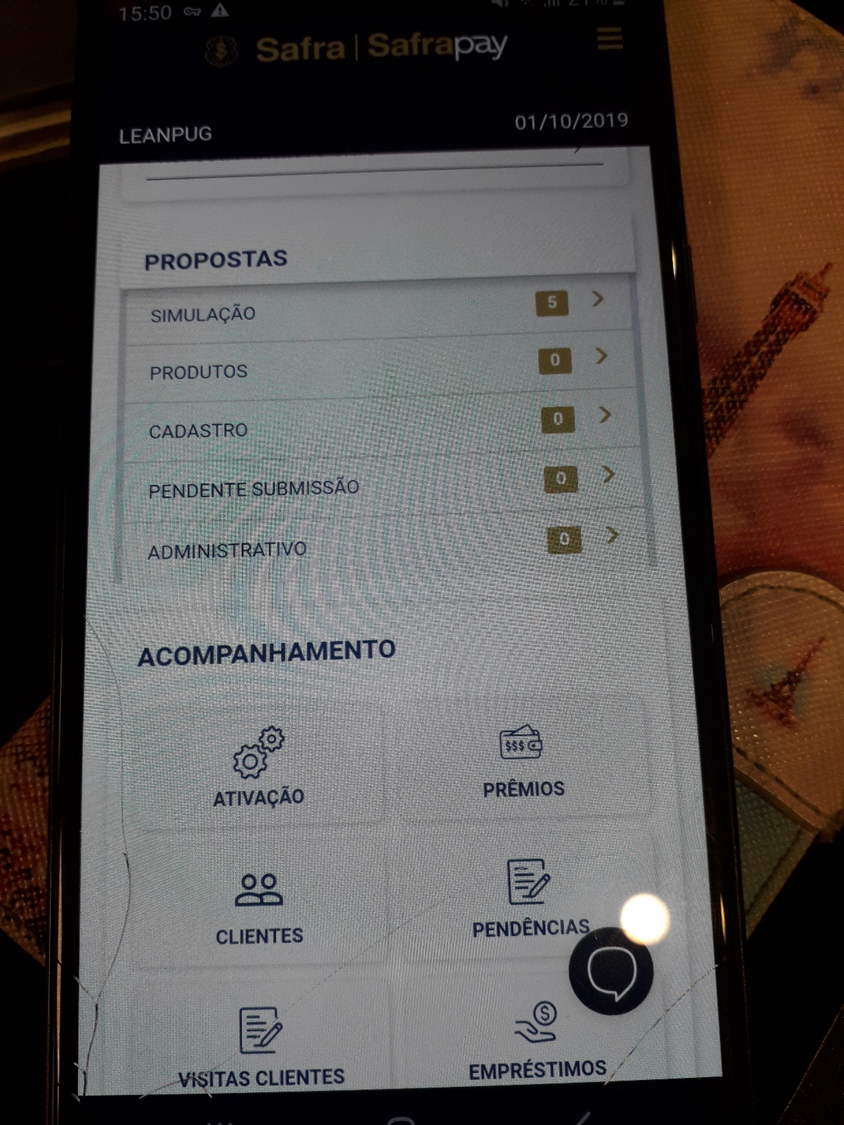 15:50
Safra | Safrapay
LEANPUG
01/10/2019
PROPOSTAS
SIMULAÇÃO 5
PRODUTOS 0
CADASTRO 0
PENDENTE SUBMISSÃO 0
ADMINISTRATIVO 0
ACOMPANHAMENTO
ATIVAÇÃO
PRÊMIOS
CLIENTES
PENDÊNCIAS
VISITAS CLIENTES
EMPRÉSTIMOS